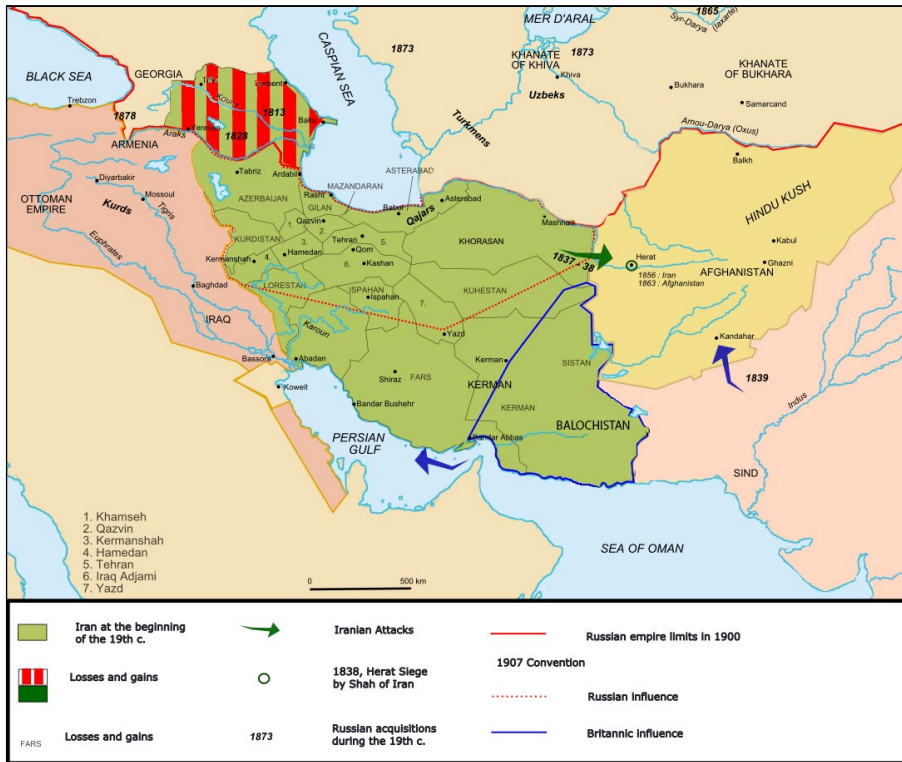 1865
Syr-Darya (Iaxarte)
MER D'ARAL
1873
KHANATE
OF KHIVA
1873
KHANATE
OF BUKHARA
CASPIAN SEA
BLACK SEA
GEORGIA
Khiva
Uzbeks
Bukhara
Samarcand
Trebzon
1878
Kours
1813
Baku
Turkmens
Amou-Darya (Oxus)
Araks
1828
ARMENIA
Balkh
Tabriz
Ardabil
ASTERABAD
MAZANDARAN
HINDU KUSH
Diyarbakir
Mossoul
AZERBAIJAN
Rasht
GILAN
Babol
Asterabad
OTTOMAN
EMPIRE
Kurds
Tigris
Qazvin
1.
2.
Qajars
Mashhad
Kabul
KURDISTAN
3.
Tehran
5.
KHORASAN
Herat
Ghazni
Euphrates
Kermanshah
4.
Hamedan
Qom
6.
Kashan
1837-38
1856 : Iran
1863 : Afghanistan
AFGHANISTAN
Baghdad
LORESTAN
ISPAHAN
Ispahan
7.
KUHESTAN
IRAQ
Karoun
Yazd
Kandahar
Bassora
Abadan
Kerman
SISTAN
1839
Indus
Koweit
Shiraz
FARS
KERMAN
Bandar Bushehr
KERMAN
BALOCHISTAN
PERSIAN
GULF
Bandar Abbas
SIND
SEA OF OMAN
1. Khamseh
2. Qazvin
3. Kermanshah
4. Hamedan
5. Tehran
6. Iraq Adjami
7. Yazd
0 500 km
Iran at the beginning
of the 19th c.
Iranian Attacks
Russian empire limits in 1900
Losses and gains
1838, Herat Siege
by Shah of Iran
1907 Convention
Russian influence
FARS
Losses and gains
1873
Russian acquisitions
during the 19th c.
Britannic influence